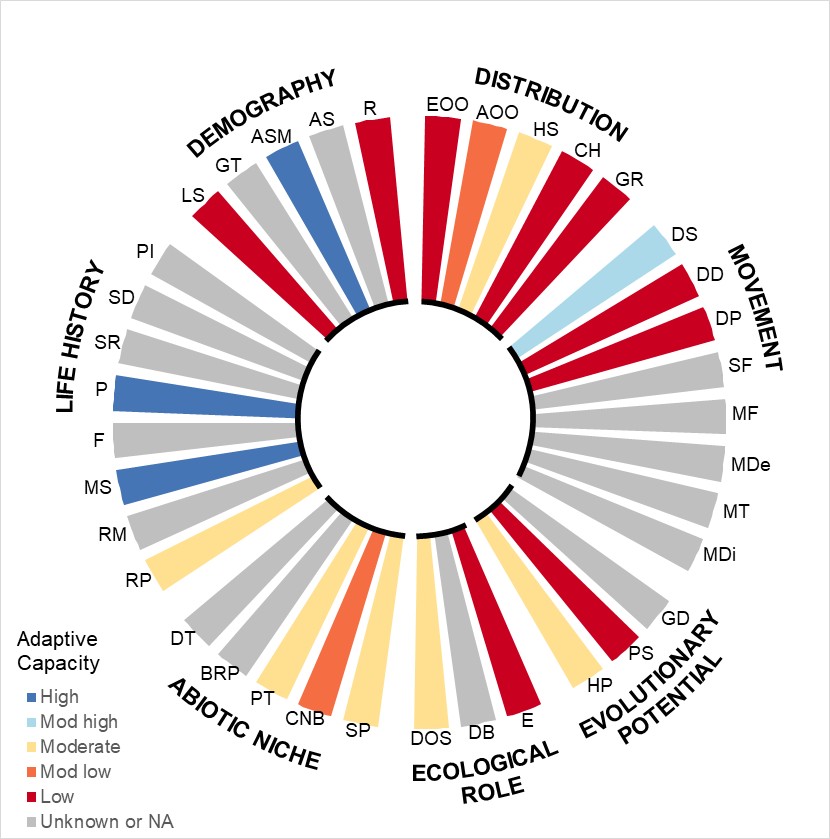 DISTRIBUTION
EOO
AOO
HS
CH
GR
MOVEMENT
DS
DD
DP
SF
MF
MDe
MT
MDi
EVOLUTIONARY
POTENTIAL
GD
PS
HP
ECOLOGICAL
ROLE
E
DB
DOS
ABIOTIC NICHE
SP
CNB
PT
BRP
DT
LIFE HISTORY
RP
RM
MS
F
P
SR
SD
PI
DEMOGRAPHY
LS
GT
ASM
AS
R
Adaptive
Capacity
High
Mod high
Moderate
Mod low
Low
Unknown or NA